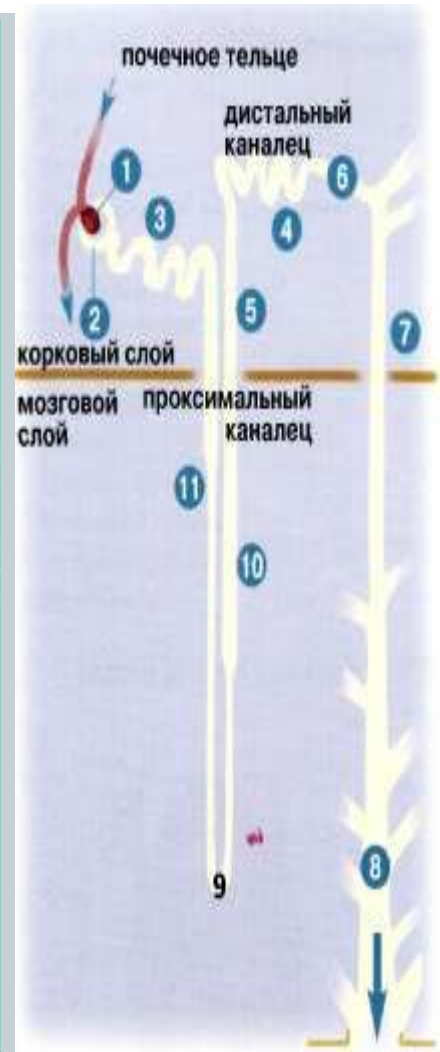 почечное тельце
дистальный
каналец
1
3
6
4
2
5
7
корковый слой
мозговой
слой
проксимальный
каналец
11
10
8
9